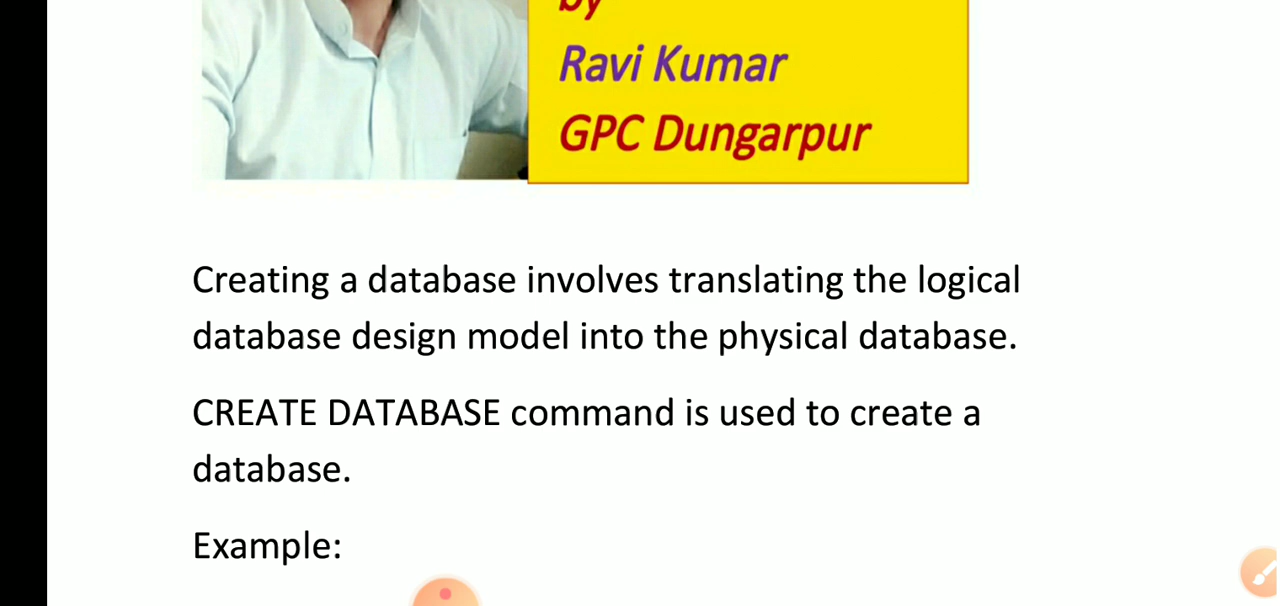 by
Ravi Kumar
GPC Dungarpur
Creating a database involves translating the logical
database design model into the physical database.
CREATE DATABASE command is used to create a
database.
Example: